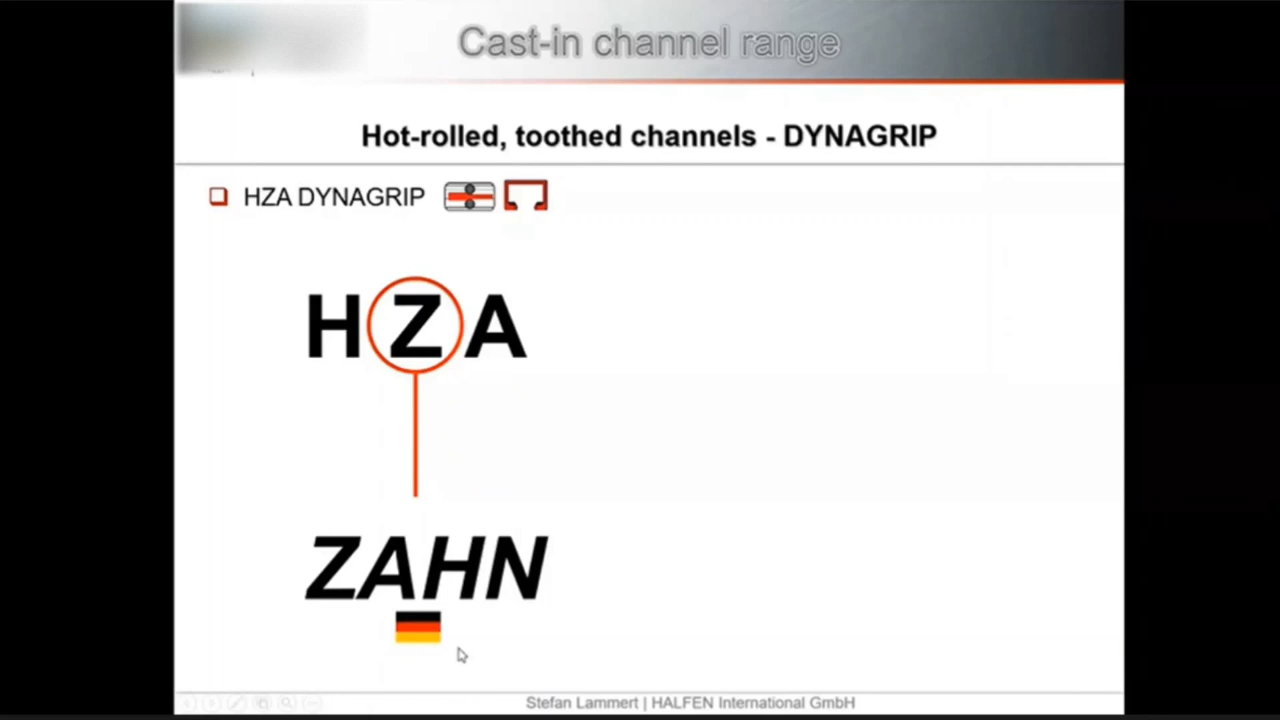 Cast-in channel range
Hot-rolled, toothed channels - DYNAGRIP
HZA DYNAGRIP
HZA
ZAHN
Stefan Lammert | HALFEN International GmbH